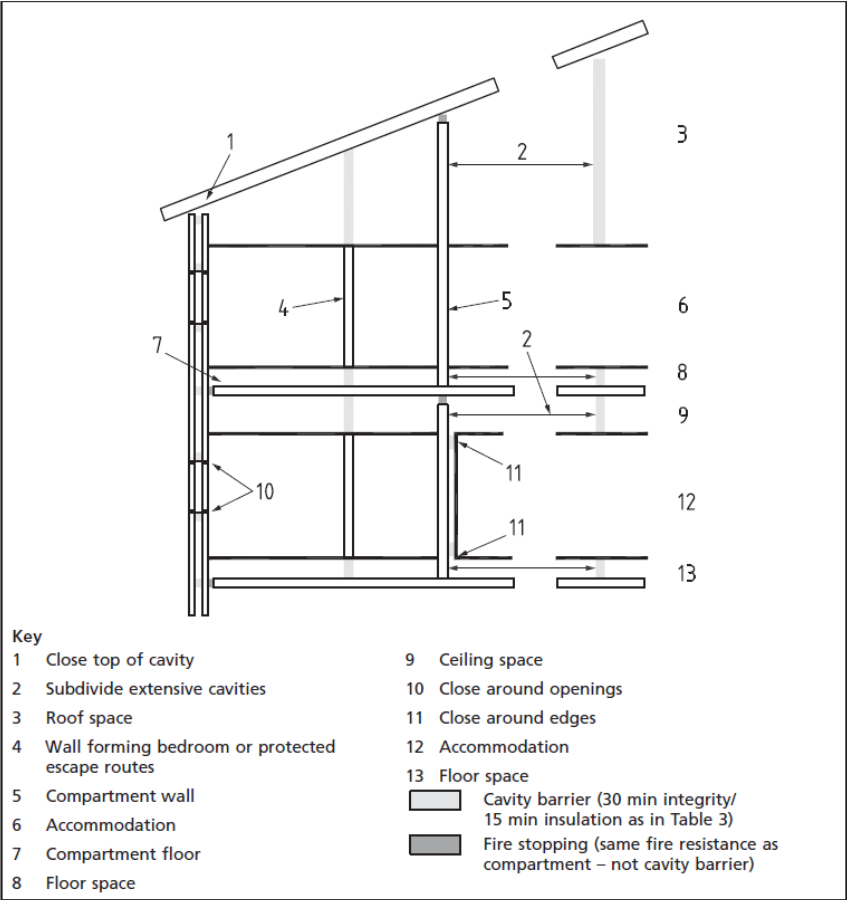 1
2
3
4
5
6
7
2
8
9
10
11
12
11
13
Key
1 Close top of cavity
2 Subdivide extensive cavities
3 Roof space
4 Wall forming bedroom or protected
escape routes
5 Compartment wall
6 Accommodation
7 Compartment floor
8 Floor space
9 Ceiling space
10 Close around openings
11 Close around edges
12 Accommodation
13 Floor space
Cavity barrier (30 min integrity/
15 min insulation as in Table 3)
Fire stopping (same fire resistance as
compartment – not cavity barrier)